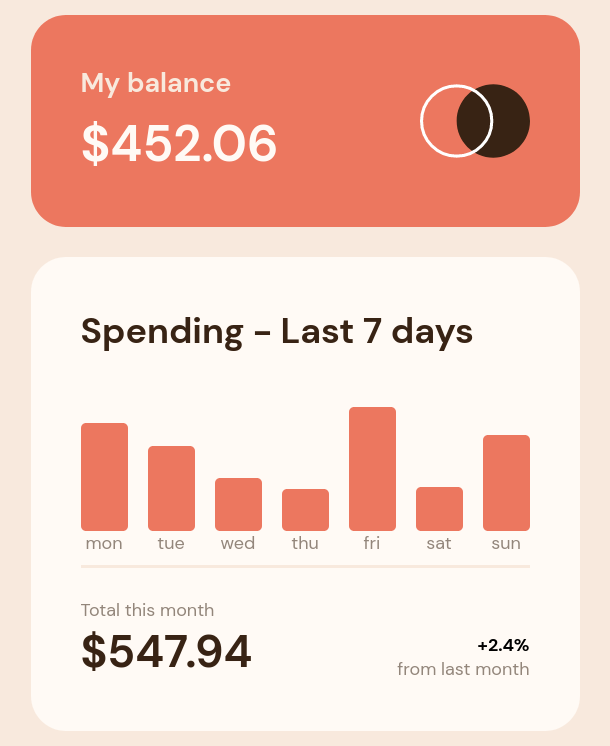 My balance
$452.06
Spending - Last 7 days
mon tue wed thu fri sat sun
Total this month
$547.94
+2.4%
from last month